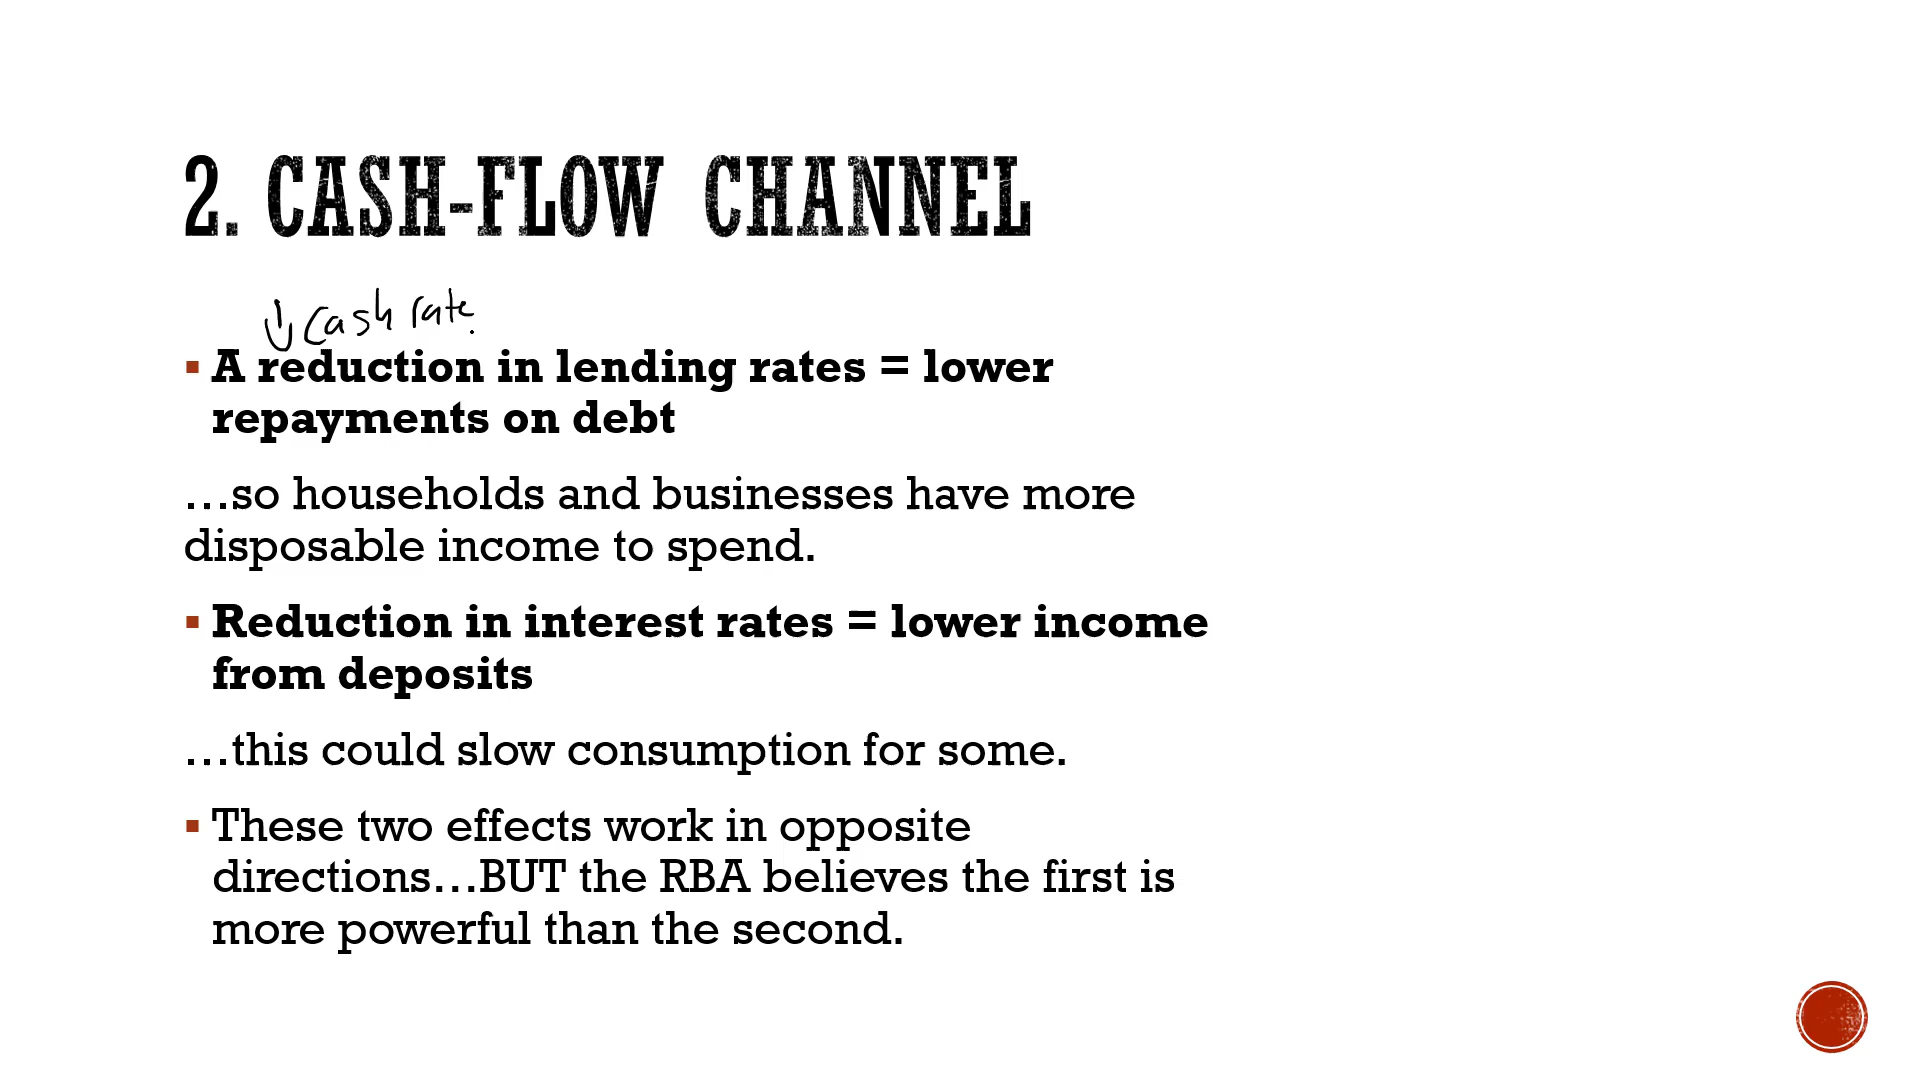 2. CASH-FLOW CHANNEL
↓ cash rate.
▪ A reduction in lending rates = lower
repayments on debt
...so households and businesses have more
disposable income to spend.
▪ Reduction in interest rates = lower income
from deposits
...this could slow consumption for some.
▪ These two effects work in opposite
directions...BUT the RBA believes the first is
more powerful than the second.